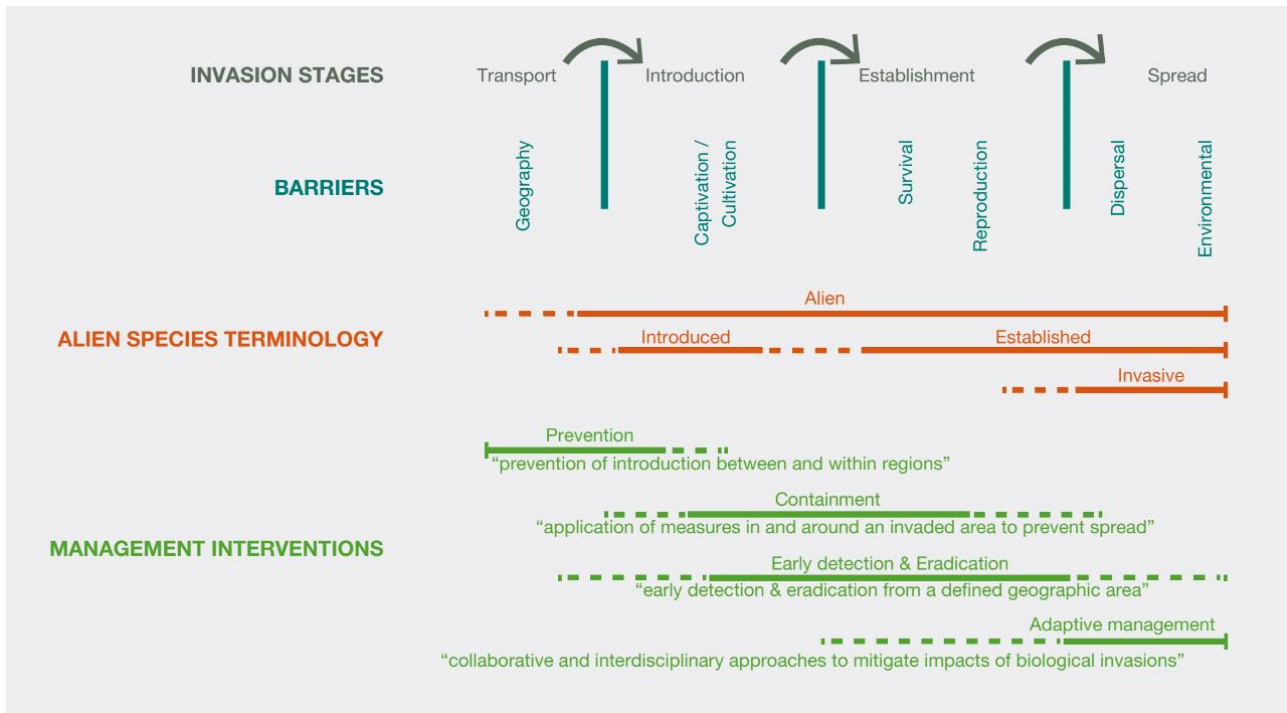 INVASION STAGES
Transport
Introduction
Establishment
Spread
BARRIERS
Geography
Captivation /
Cultivation
Survival
Reproduction
Dispersal
Environmental
ALIEN SPECIES TERMINOLOGY
Alien
Introduced
Established
Invasive
MANAGEMENT INTERVENTIONS
Prevention
“prevention of introduction between and within regions”
Containment
“application of measures in and around an invaded area to prevent spread”
Early detection & Eradication
“early detection & eradication from a defined geographic area”
Adaptive management
“collaborative and interdisciplinary approaches to mitigate impacts of biological invasions”